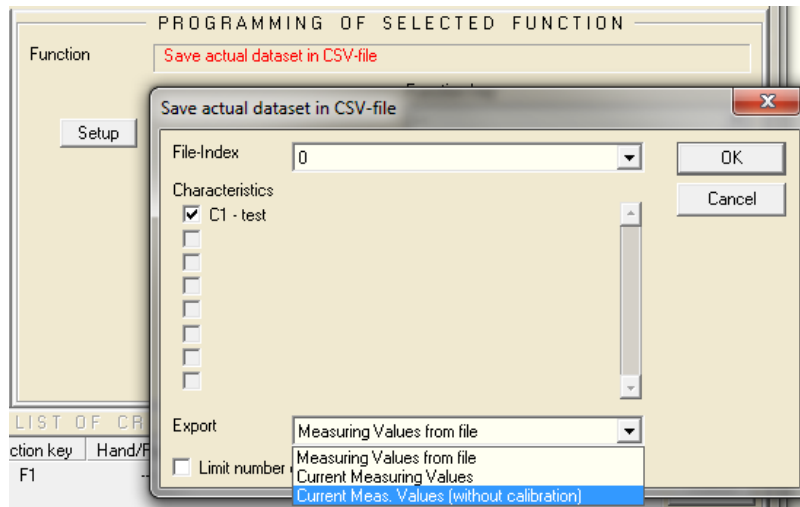 PROGRAMMING OF SELECTED FUNCTION
Function
Save actual dataset in CSV-file
Setup
Save actual dataset in CSV-file
File-Index
0
OK
Characteristics
Cancel
C1 - test
Export
Measuring Values from file
Measuring Values from file
Current Measuring Values
Current Meas. Values (without calibration)
Limit number
LIST OF CR
ction key
Hand/F
F1
--